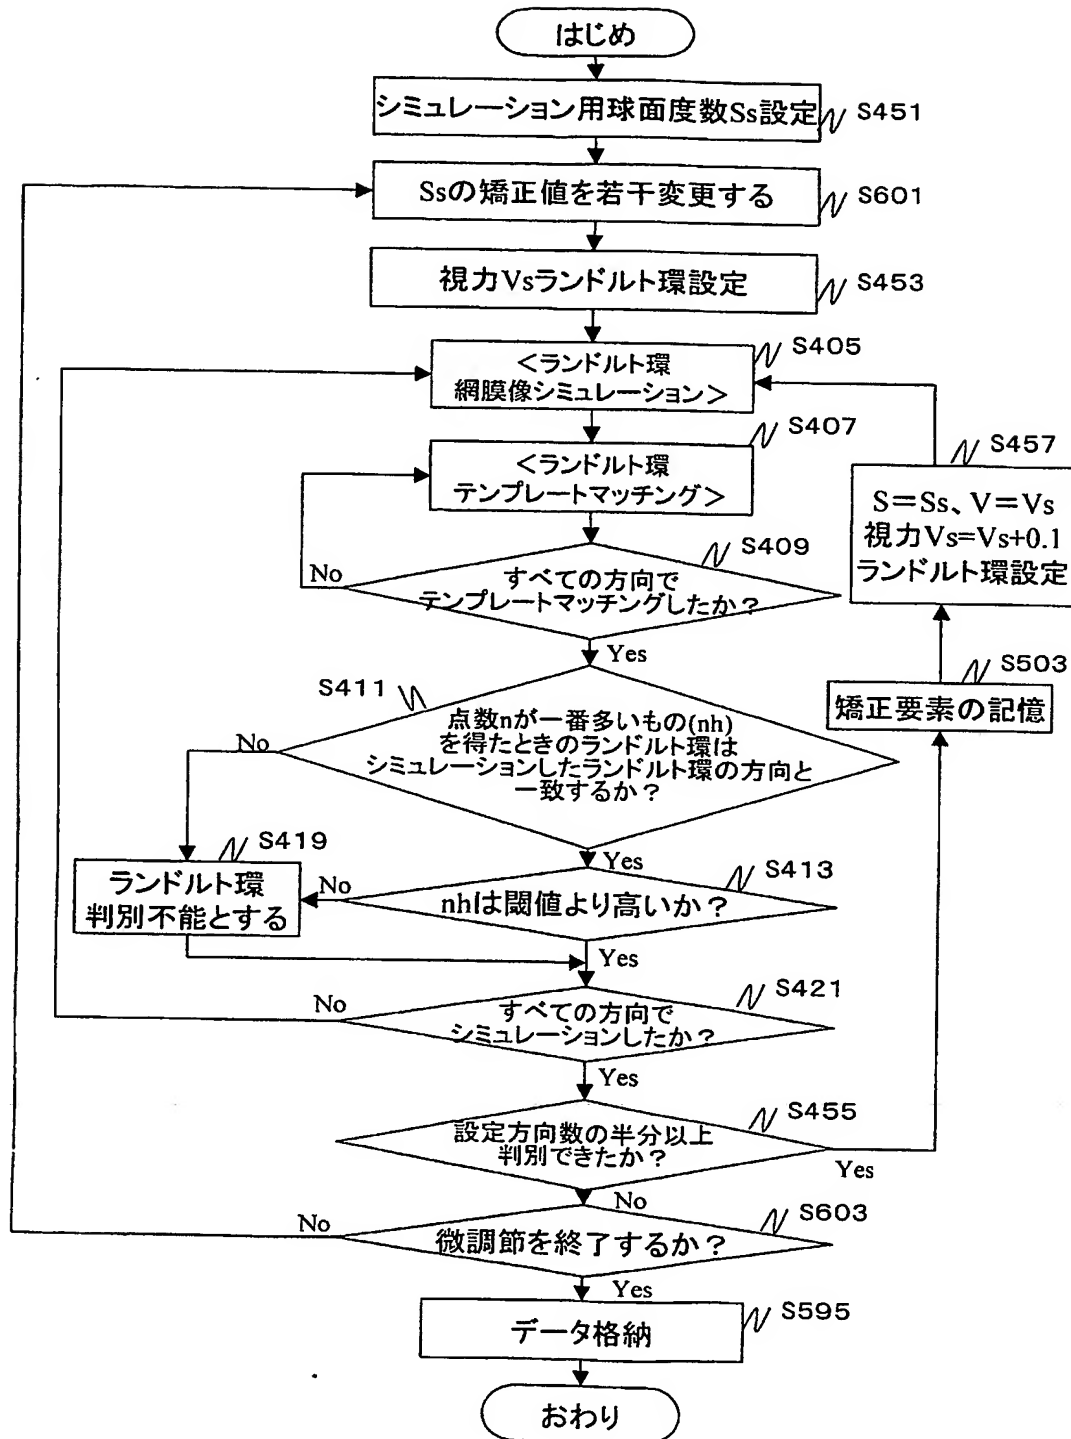 はじめ
シミュレーション用球面度数Ss設定
S451
Ssの矯正値を若干変更する
S601
視力Vsランドルト環設定
S453
<ランドルト環
網膜像シミュレーション>
S405
<ランドルト環
テンプレートマッチング>
S407
S457
S=Ss、V=Vs
視力Vs=Vs+0.1
ランドルト環設定
すべての方向で
テンプレートマッチングしたか?
S409
No
Yes
S503
矯正要素の記憶
S411
点数nが一番多いもの(nh)
を得たときのランドルト環は
シミュレーションしたランドルト環の方向と
一致するか?
No
Yes
S419
ランドルト環
判別不能とする
nhは閾値より高いか?
S413
No
Yes
すべての方向で
シミュレーションしたか?
S421
No
Yes
設定方向数の半分以上
判別できたか?
S455
Yes
No
微調節を終了するか?
S603
No
Yes
データ格納
S595
おわり